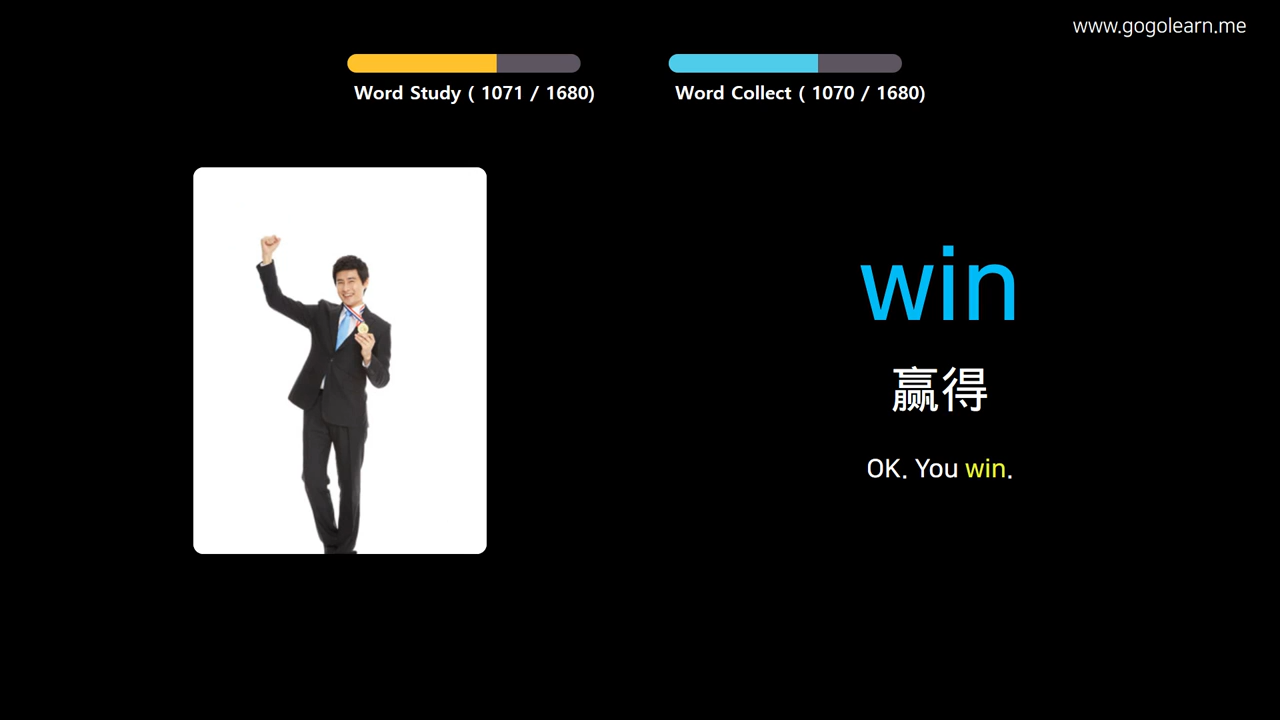 www.gogolearn.me
Word Study ( 1071 / 1680)
Word Collect ( 1070 / 1680)
win
赢得
OK. You win.